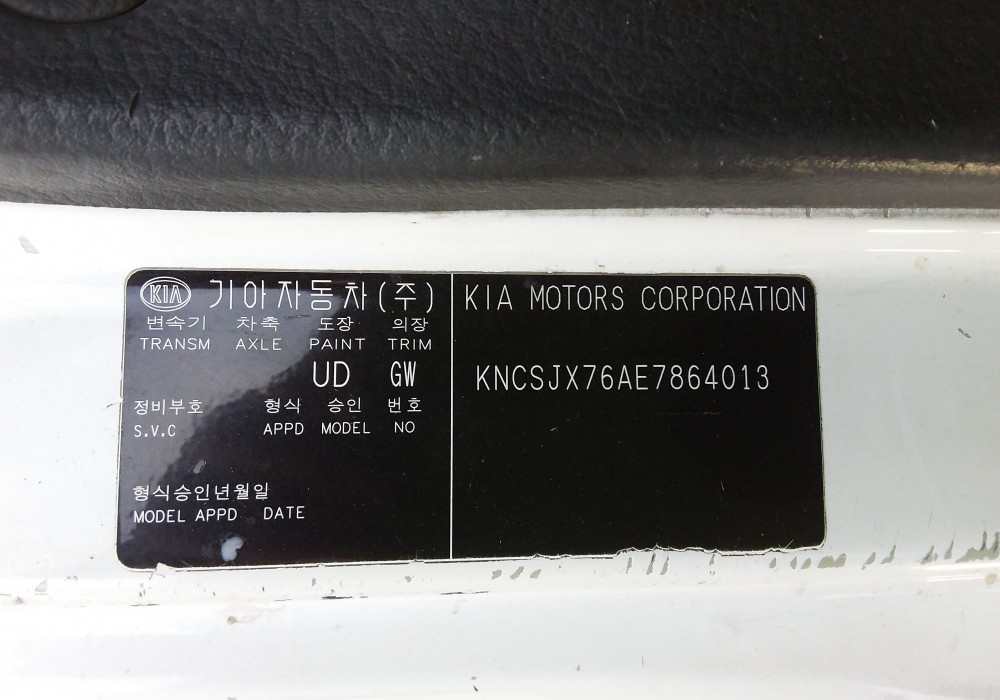 KIA 기아자동차(주)
변속기 차축 도장 의장
TRANSM AXLE PAINT TRIM
UD GW
정비부호 형식 승인 번호
S.V.C APPD MODEL NO
형식승인년월일
MODEL APPD DATE
KIA MOTORS CORPORATION
KNCSJX76AE7864013